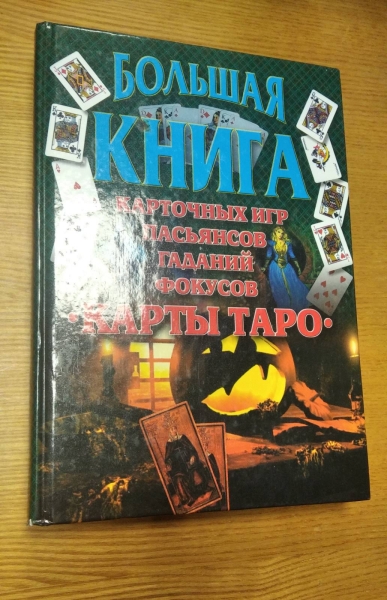 БОЛЬШАЯ
КНИГА
КАРТОЧНЫХ ИГР
ПАСЬЯНСОВ
ГАДАНИЙ
ФОКУСОВ
•КАРТЫ ТАРО•